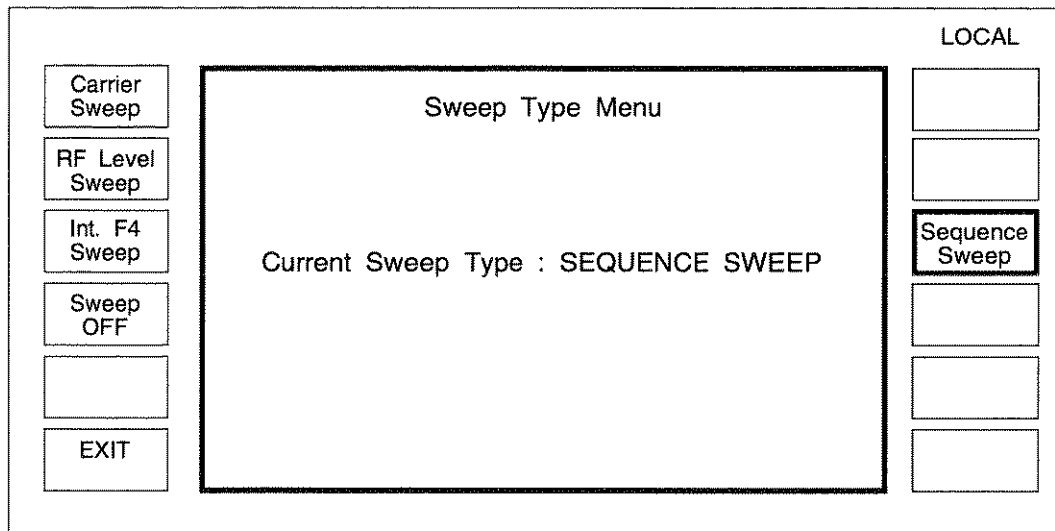 LOCAL
Carrier
Sweep
RF Level
Sweep
Int. F4
Sweep
Sweep
OFF
EXIT
Sweep Type Menu
Current Sweep Type : SEQUENCE SWEEP
Sequence
Sweep